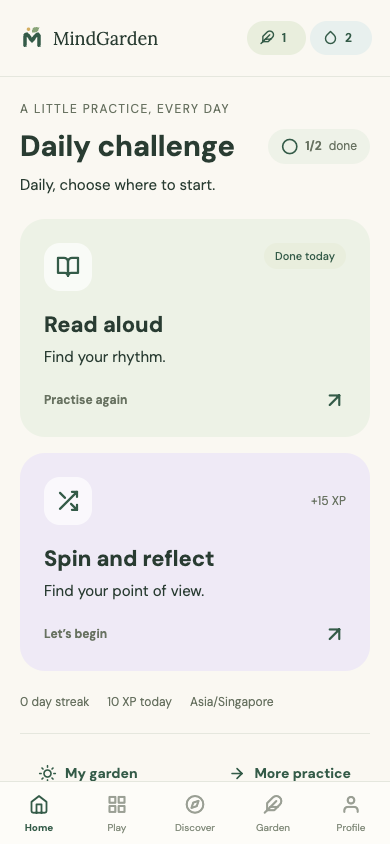 MindGarden
1
2
A LITTLE PRACTICE, EVERY DAY
Daily challenge
1/2 done
Daily, choose where to start.
Done today
Read aloud
Find your rhythm.
Practise again
+15 XP
Spin and reflect
Find your point of view.
Let’s begin
0 day streak 10 XP today Asia/Singapore
My garden More practice
Home Play Discover Garden Profile